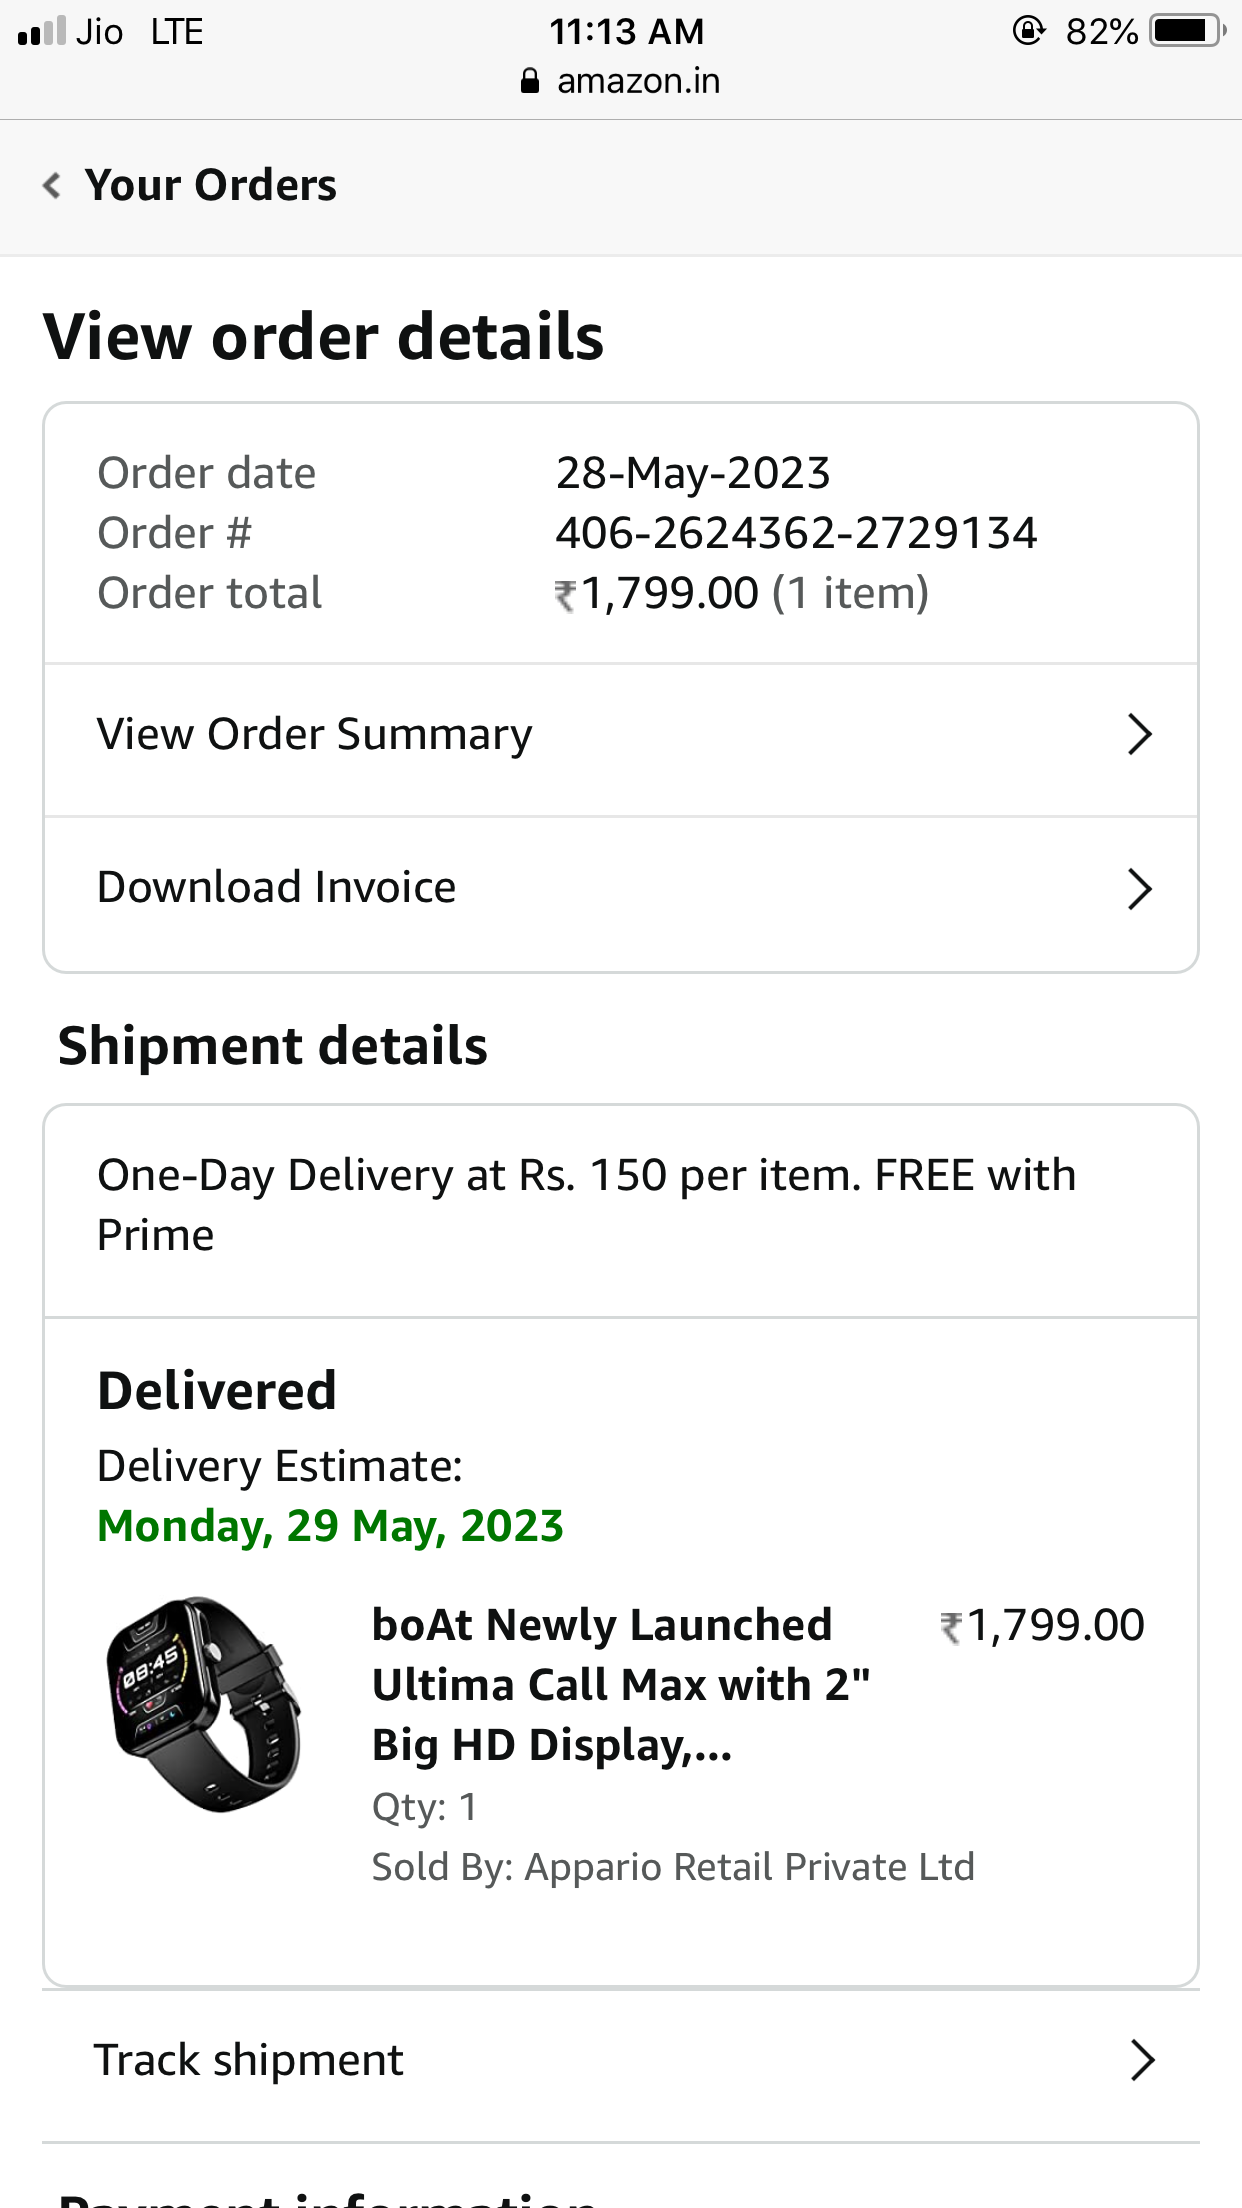 Jio LTE 11:13 AM 82%
amazon.in
Your Orders
View order details
Order date 28-May-2023
Order # 406-2624362-2729134
Order total ₹1,799.00 (1 item)
View Order Summary
Download Invoice
Shipment details
One-Day Delivery at Rs. 150 per item. FREE with
Prime
Delivered
Delivery Estimate:
Monday, 29 May, 2023
08:45
boAt Newly Launched ₹1,799.00
Ultima Call Max with 2"
Big HD Display,...
Qty: 1
Sold By: Appario Retail Private Ltd
Track shipment
Payment information